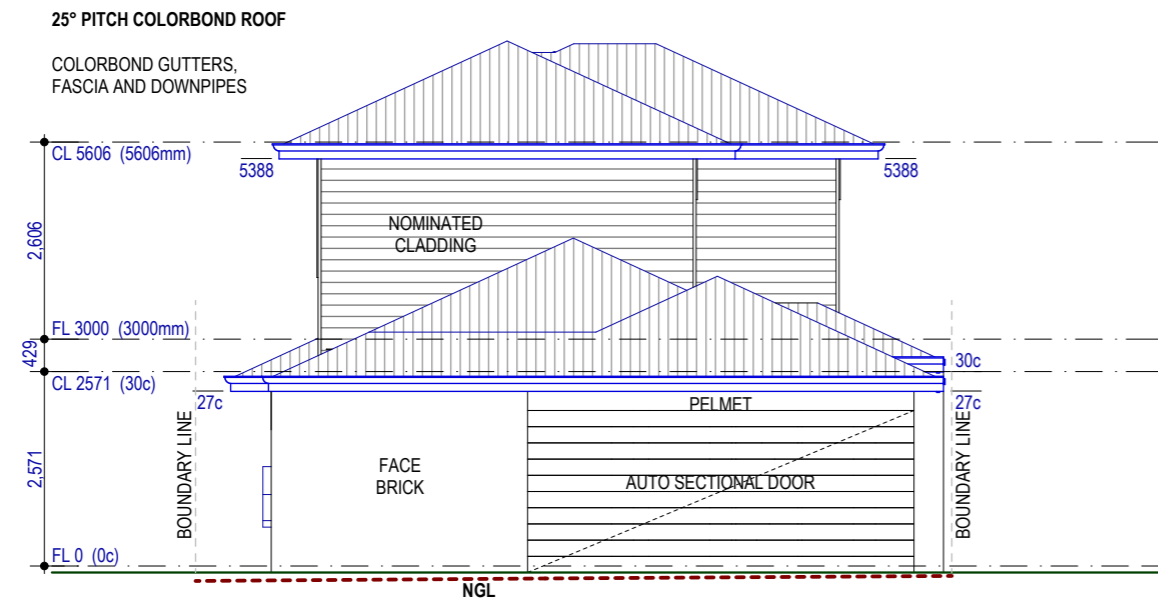 25° PITCH COLORBOND ROOF
COLORBOND GUTTERS,
FASCIA AND DOWNPIPES
CL 5606 (5606mm)
5388
5388
2,606
NOMINATED
CLADDING
FL 3000 (3000mm)
429
30c
CL 2571 (30c)
27c
PELMET
27c
BOUNDARY LINE
2,571
FACE
BRICK
AUTO SECTIONAL DOOR
BOUNDARY LINE
FL 0 (0c)
NGL